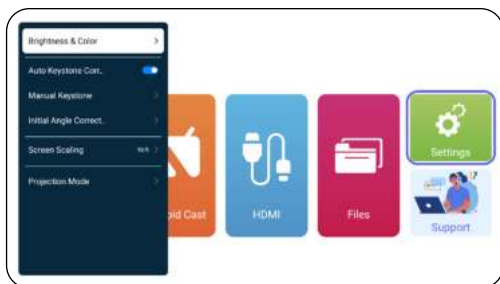 Brightness & Color
Auto Keystone Corr..
Manual Keystone
Initial Angle Correct..
Screen Scaling
Projection Mode
oid Cast
HDMI
Files
Settings
Support